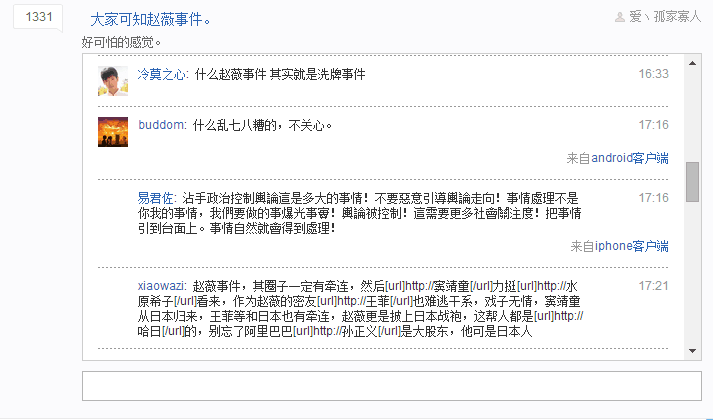 1331
大家可知赵薇事件。
爱丶孤家寡人
好可怕的感觉。
冷莫之心: 什么赵薇事件 其实就是洗牌事件
16:33
buddom: 什么乱七八糟的，不关心。
17:16
来自android客户端
易君佐: 沾手政治控制輿論這是多大的事情！不要惡意引導輿論走向！事情處理不是
17:16
你我的事情，我們要做的事爆光事審！輿論被控制！這需要更多社會關注度！把事情
引到台面上。事情自然就會得到處理！
来自iphone客户端
xiaowazi: 赵薇事件，其圈子一定有牵连，然后[url]http://窦靖童[/url]力挺[url]http://水
17:21
原希子[/url]看来，作为赵薇的密友[url]http://王菲[/url]也难逃干系，戏子无情，窦靖童
从日本归来，王菲等和日本也有牵连，赵薇更是披上日本战袍，这帮人都是[url]http://
哈日[/url]的，别忘了阿里巴巴[url]http://孙正义[/url]是大股东，他可是日本人